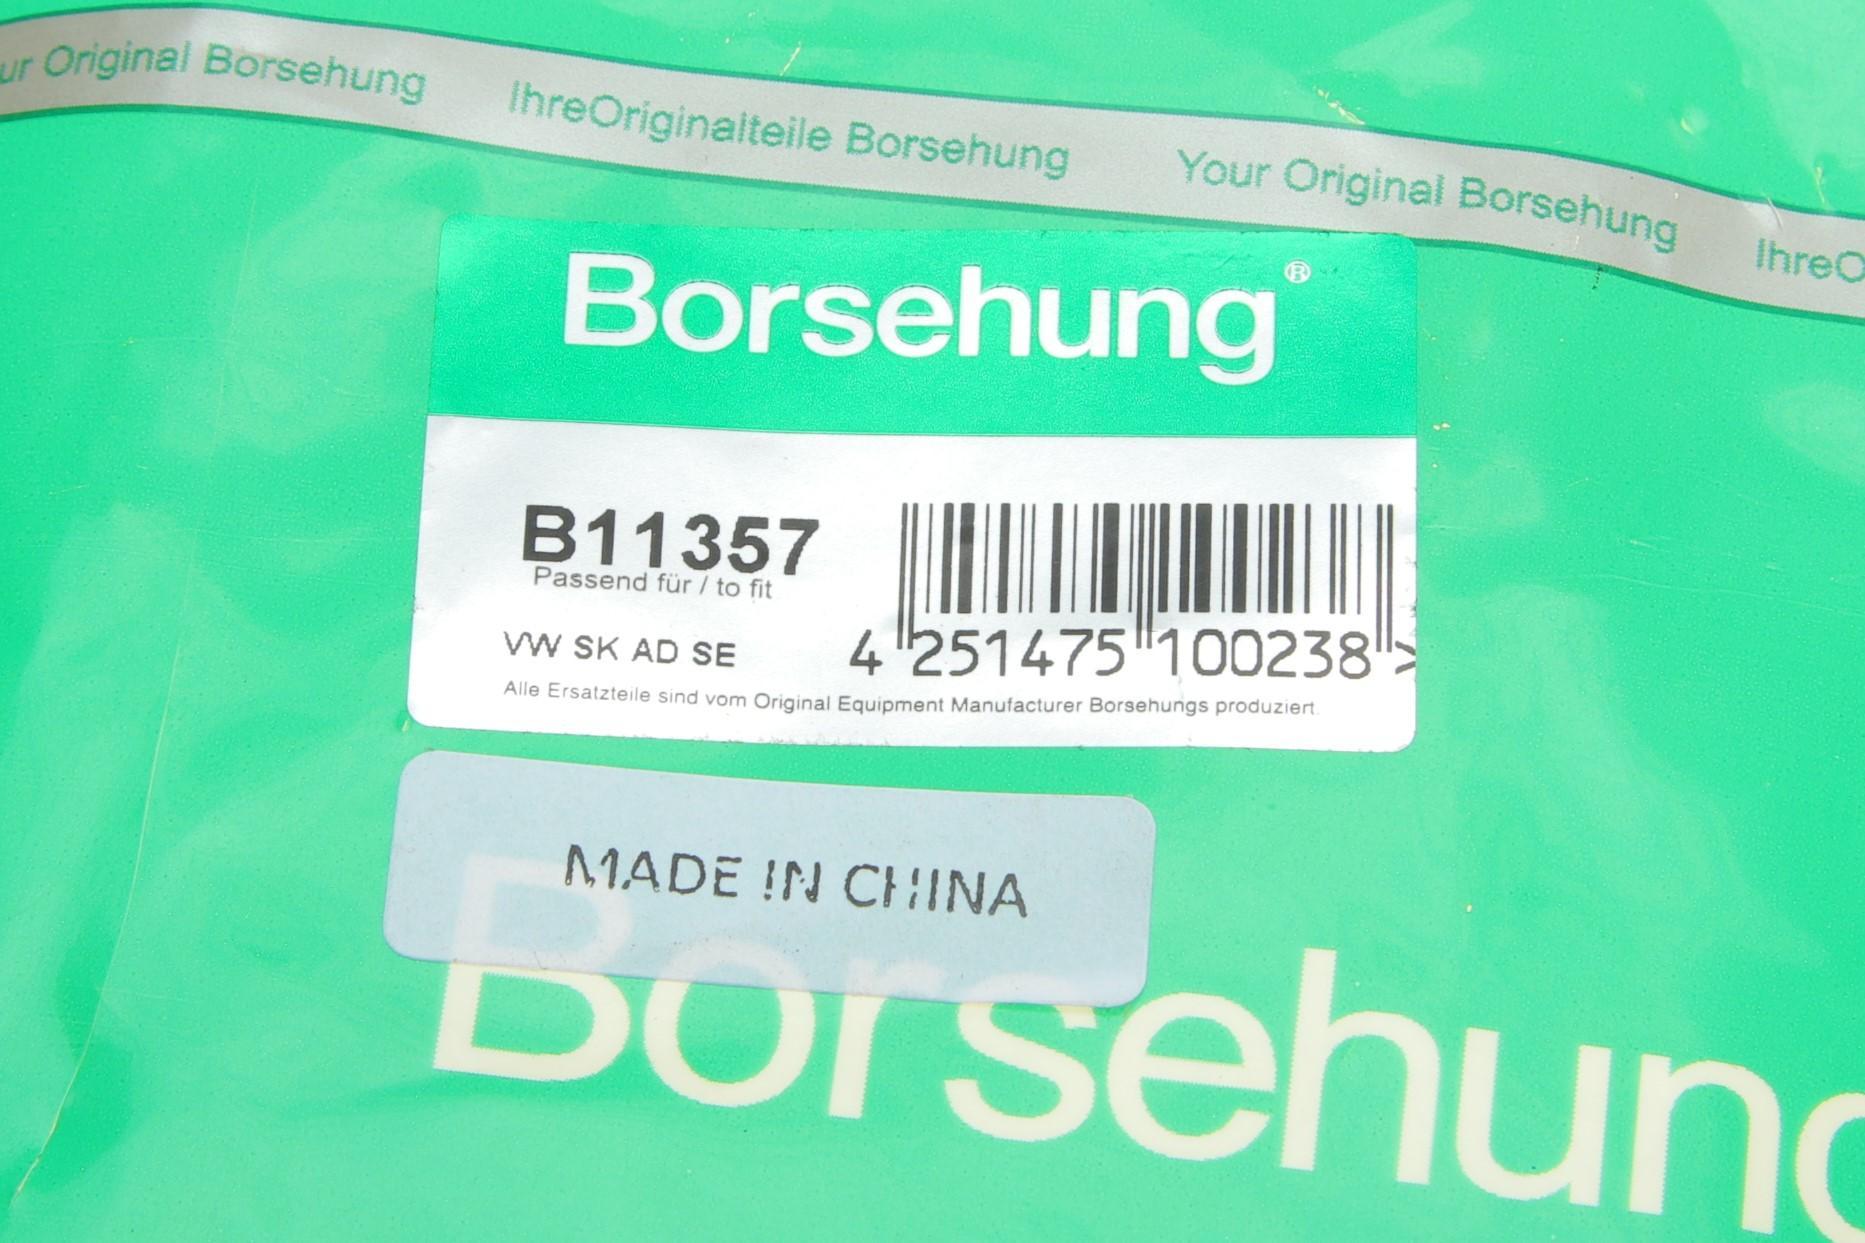 ur Original Borsehung IhreOriginalteile Borsehung Your Original Borsehung IhreO
Borsehung®
B11357
Passend für / to fit
VW SK AD SE
4 251475 100238 >
Alle Ersatzteile sind vom Original Equipment Manufacturer Borsehungs produziert.
MADE IN CHINA
Borsehung